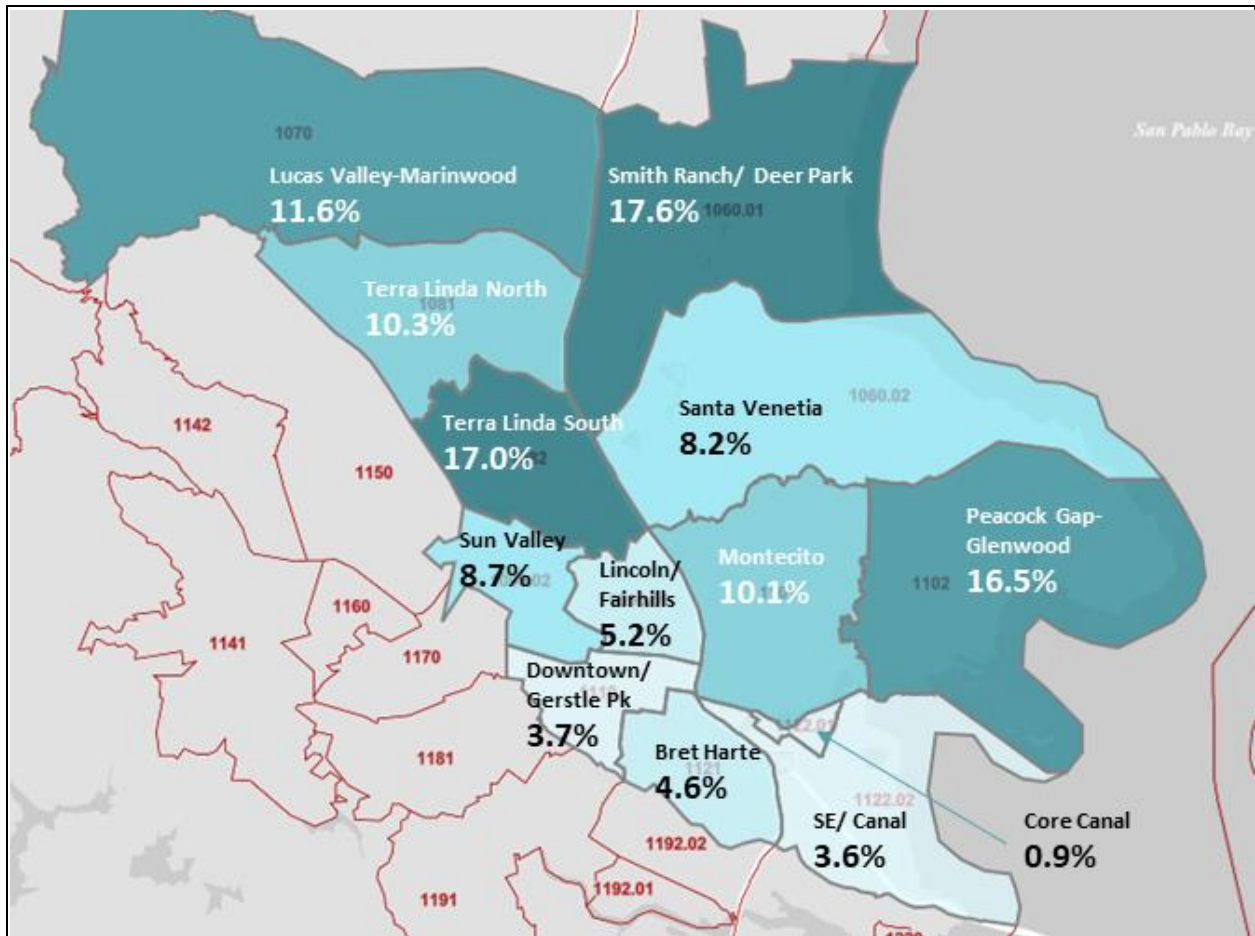 1070
San Pablo Bay
Lucas Valley-Marinwood
11.6%
Smith Ranch/ Deer Park
17.6%
1060.01
Terra Linda North
1081
10.3%
1142
1150
Terra Linda South
17.0%
Santa Venetia
8.2%
1060.02
Sun Valley
8.7%
Lincoln/
Fairhills
5.2%
Montecito
10.1%
Peacock Gap-
Glenwood
1102
16.5%
1160
1141
1170
Downtown/
Gerstle Pk
3.7%
1181
Bret Harte
1121
4.6%
1122.01
1122.02
SE/ Canal
3.6%
Core Canal
0.9%
1192.02
1192.01
1191